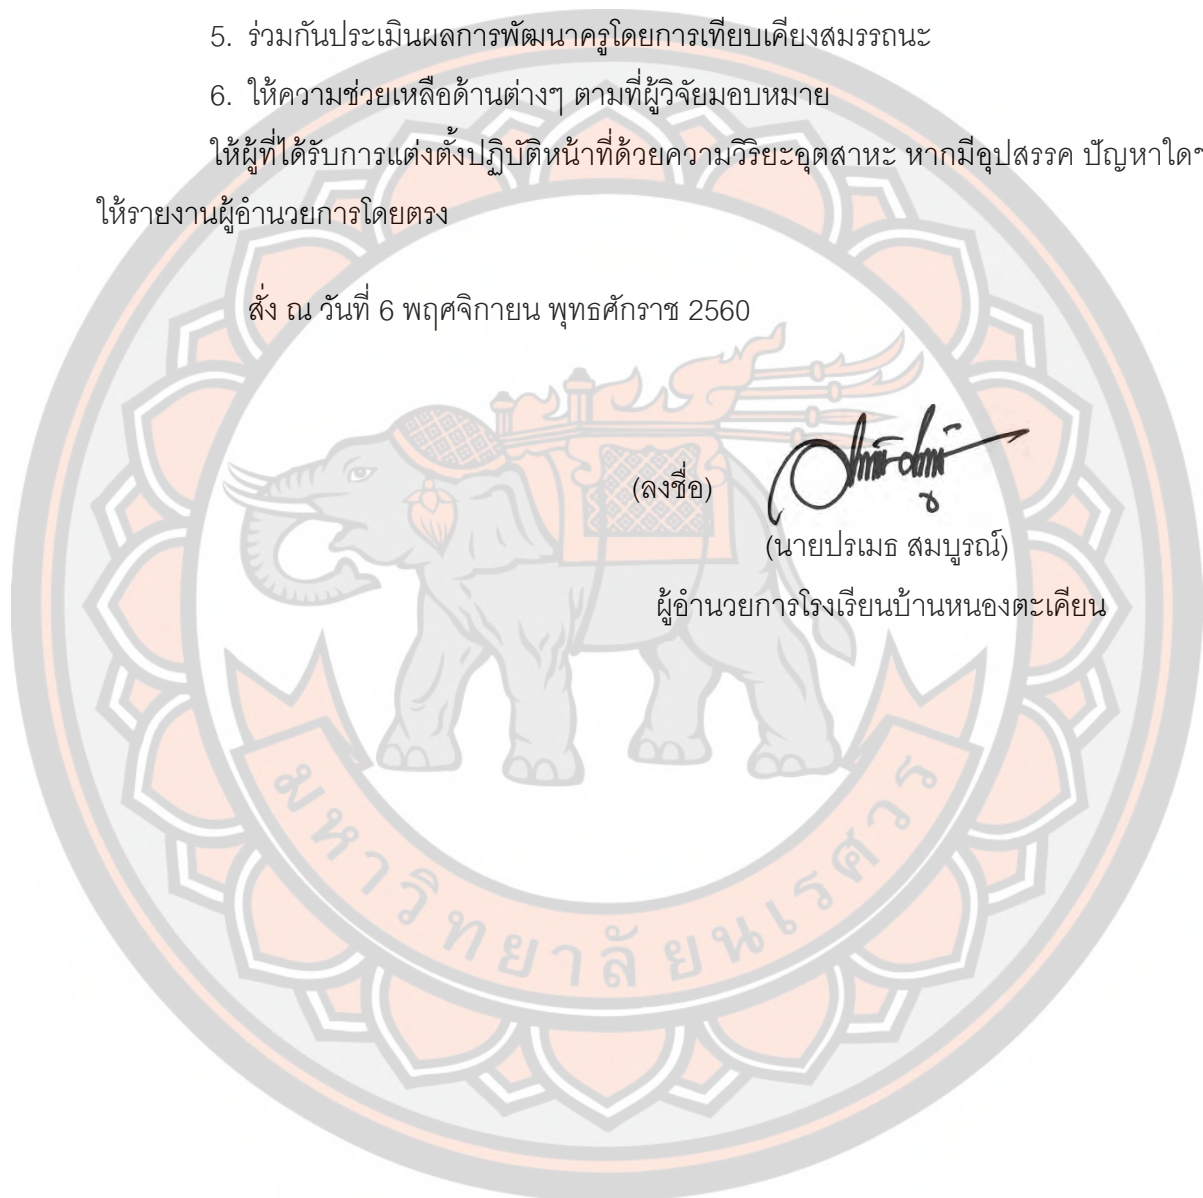 5. ร่วมกันประเมินผลการพัฒนาครูโดยการเทียบเคียงสมรรถนะ
6. ให้ความช่วยเหลือด้านต่างๆ ตามที่ผู้วิจัยมอบหมาย
ให้ผู้ที่ได้รับการแต่งตั้งปฏิบัติหน้าที่ด้วยความวิริยะอุตสาหะ หากมีอุปสรรค ปัญหาใดๆ
ให้รายงานผู้อำนวยการโดยตรง
สั่ง ณ วันที่ 6 พฤศจิกายน พุทธศักราช 2560
(ลงชื่อ)
(นายปรเมธ สมบูรณ์)
ผู้อำนวยการโรงเรียนบ้านหนองตะเคียน
มหาวิทยาลัยนเรศวร